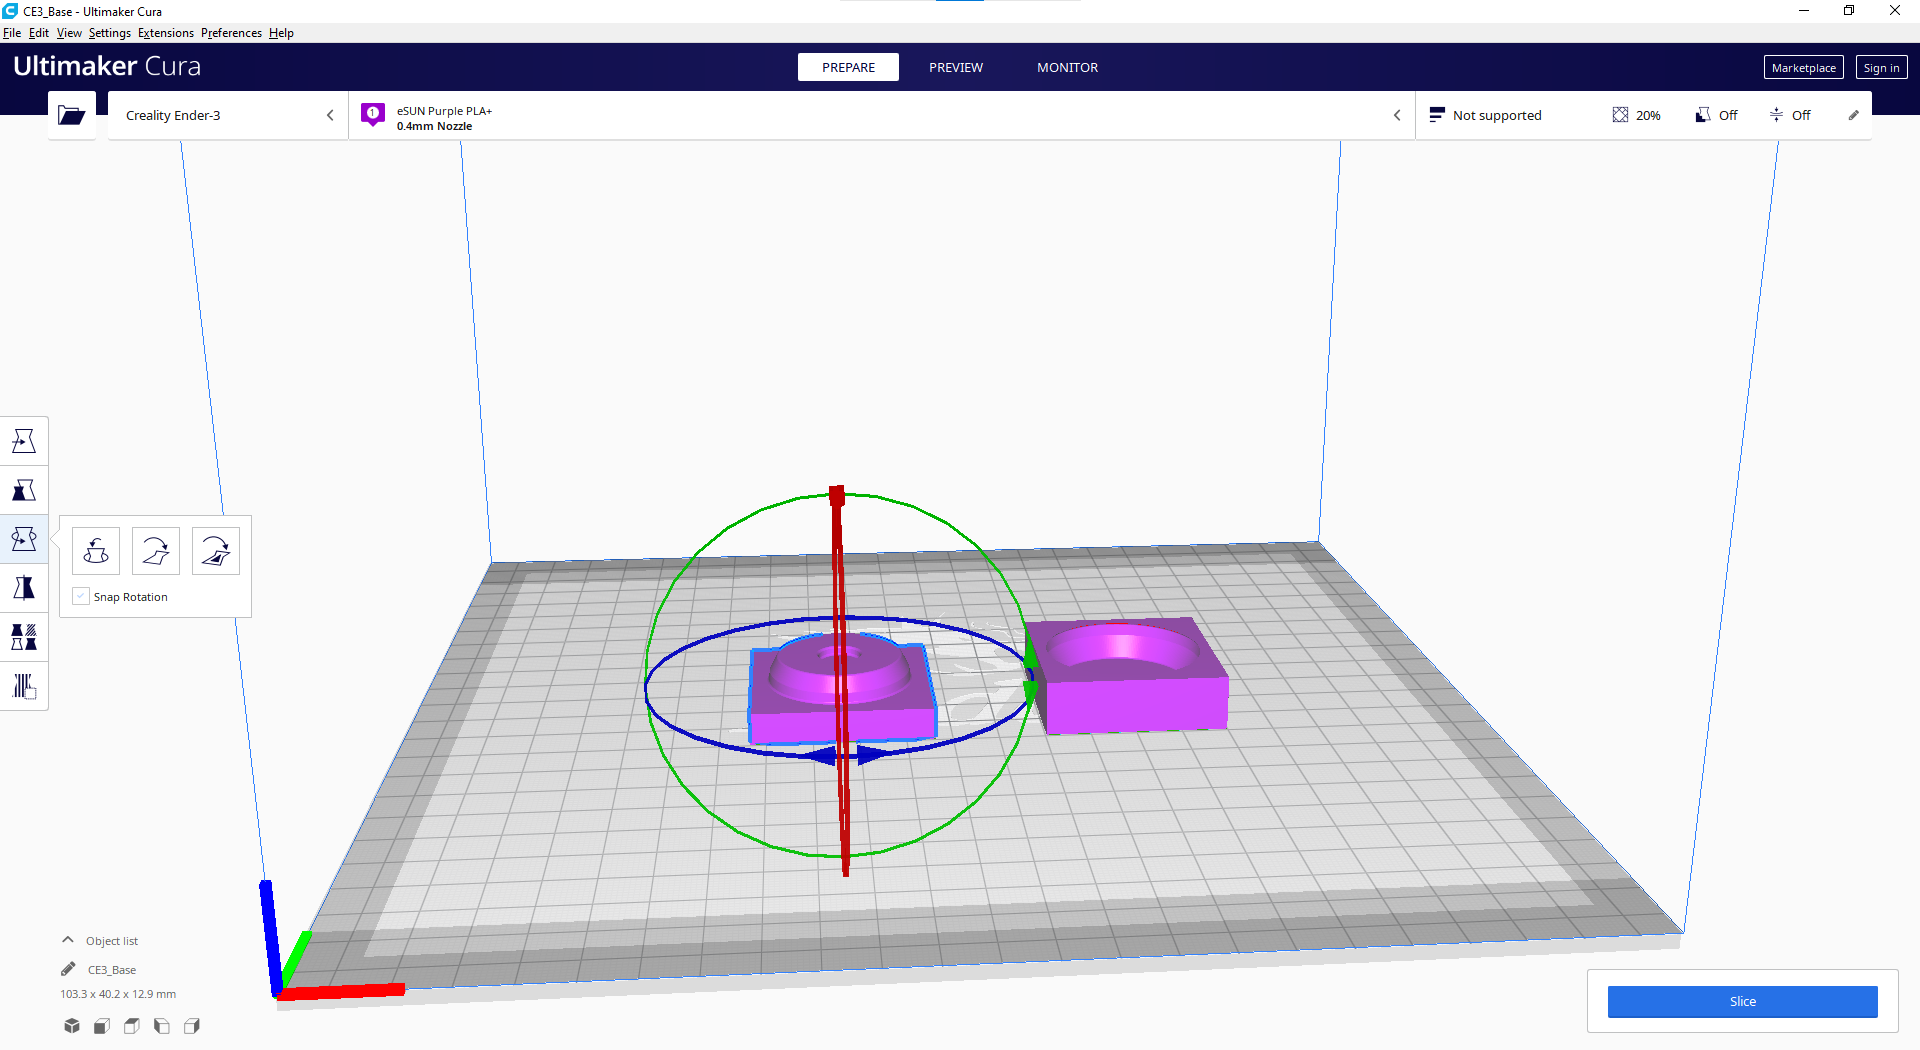 CE3_Base - Ultimaker Cura
File Edit View Settings Extensions Preferences Help
Ultimaker Cura
PREPARE
PREVIEW
MONITOR
Marketplace
Sign in
Creality Ender-3
1
eSUN Purple PLA+
0.4mm Nozzle
Not supported
20%
Off
Off
Snap Rotation
Object list
CE3_Base
103.3 x 40.2 x 12.9 mm
Slice